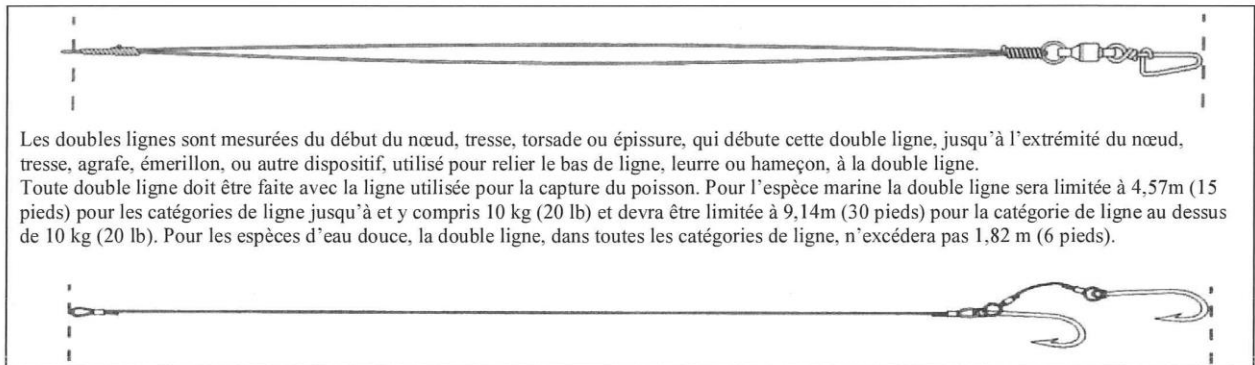 Les doubles lignes sont mesurées du début du nœud, tresse, torsade ou épissure, qui débute cette double ligne, jusqu'à l'extrémité du nœud,
tresse, agrafe, émerillon, ou autre dispositif, utilisé pour relier le bas de ligne, leurre ou hameçon, à la double ligne.
Toute double ligne doit être faite avec la ligne utilisée pour la capture du poisson. Pour l'espèce marine la double ligne sera limitée à 4,57m (15
pieds) pour les catégories de ligne jusqu'à et y compris 10 kg (20 lb) et devra être limitée à 9,14m (30 pieds) pour la catégorie de ligne au dessus
de 10 kg (20 lb). Pour les espèces d'eau douce, la double ligne, dans toutes les catégories de ligne, n'excédera pas 1,82 m (6 pieds).